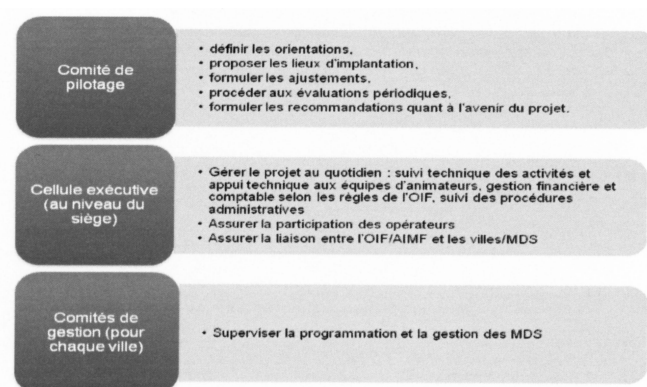 Comité de
pilotage
• définir les orientations,
• proposer les lieux d'implantation,
• formuler les ajustements,
• procéder aux évaluations périodiques,
• formuler les recommandations quant à l'avenir du projet.
Cellule exécutive
(au niveau du
siège)
• Gérer le projet au quotidien : suivi technique des activités et
appui technique aux équipes d'animateurs, gestion financière et
comptable selon les règles de l'OIF, suivi des procédures
administratives
• Assurer la participation des opérateurs
• Assurer la liaison entre l'OIF/AIMF et les villes/MDS
Comités de
gestion (pour
chaque ville)
• Superviser la programmation et la gestion des MDS